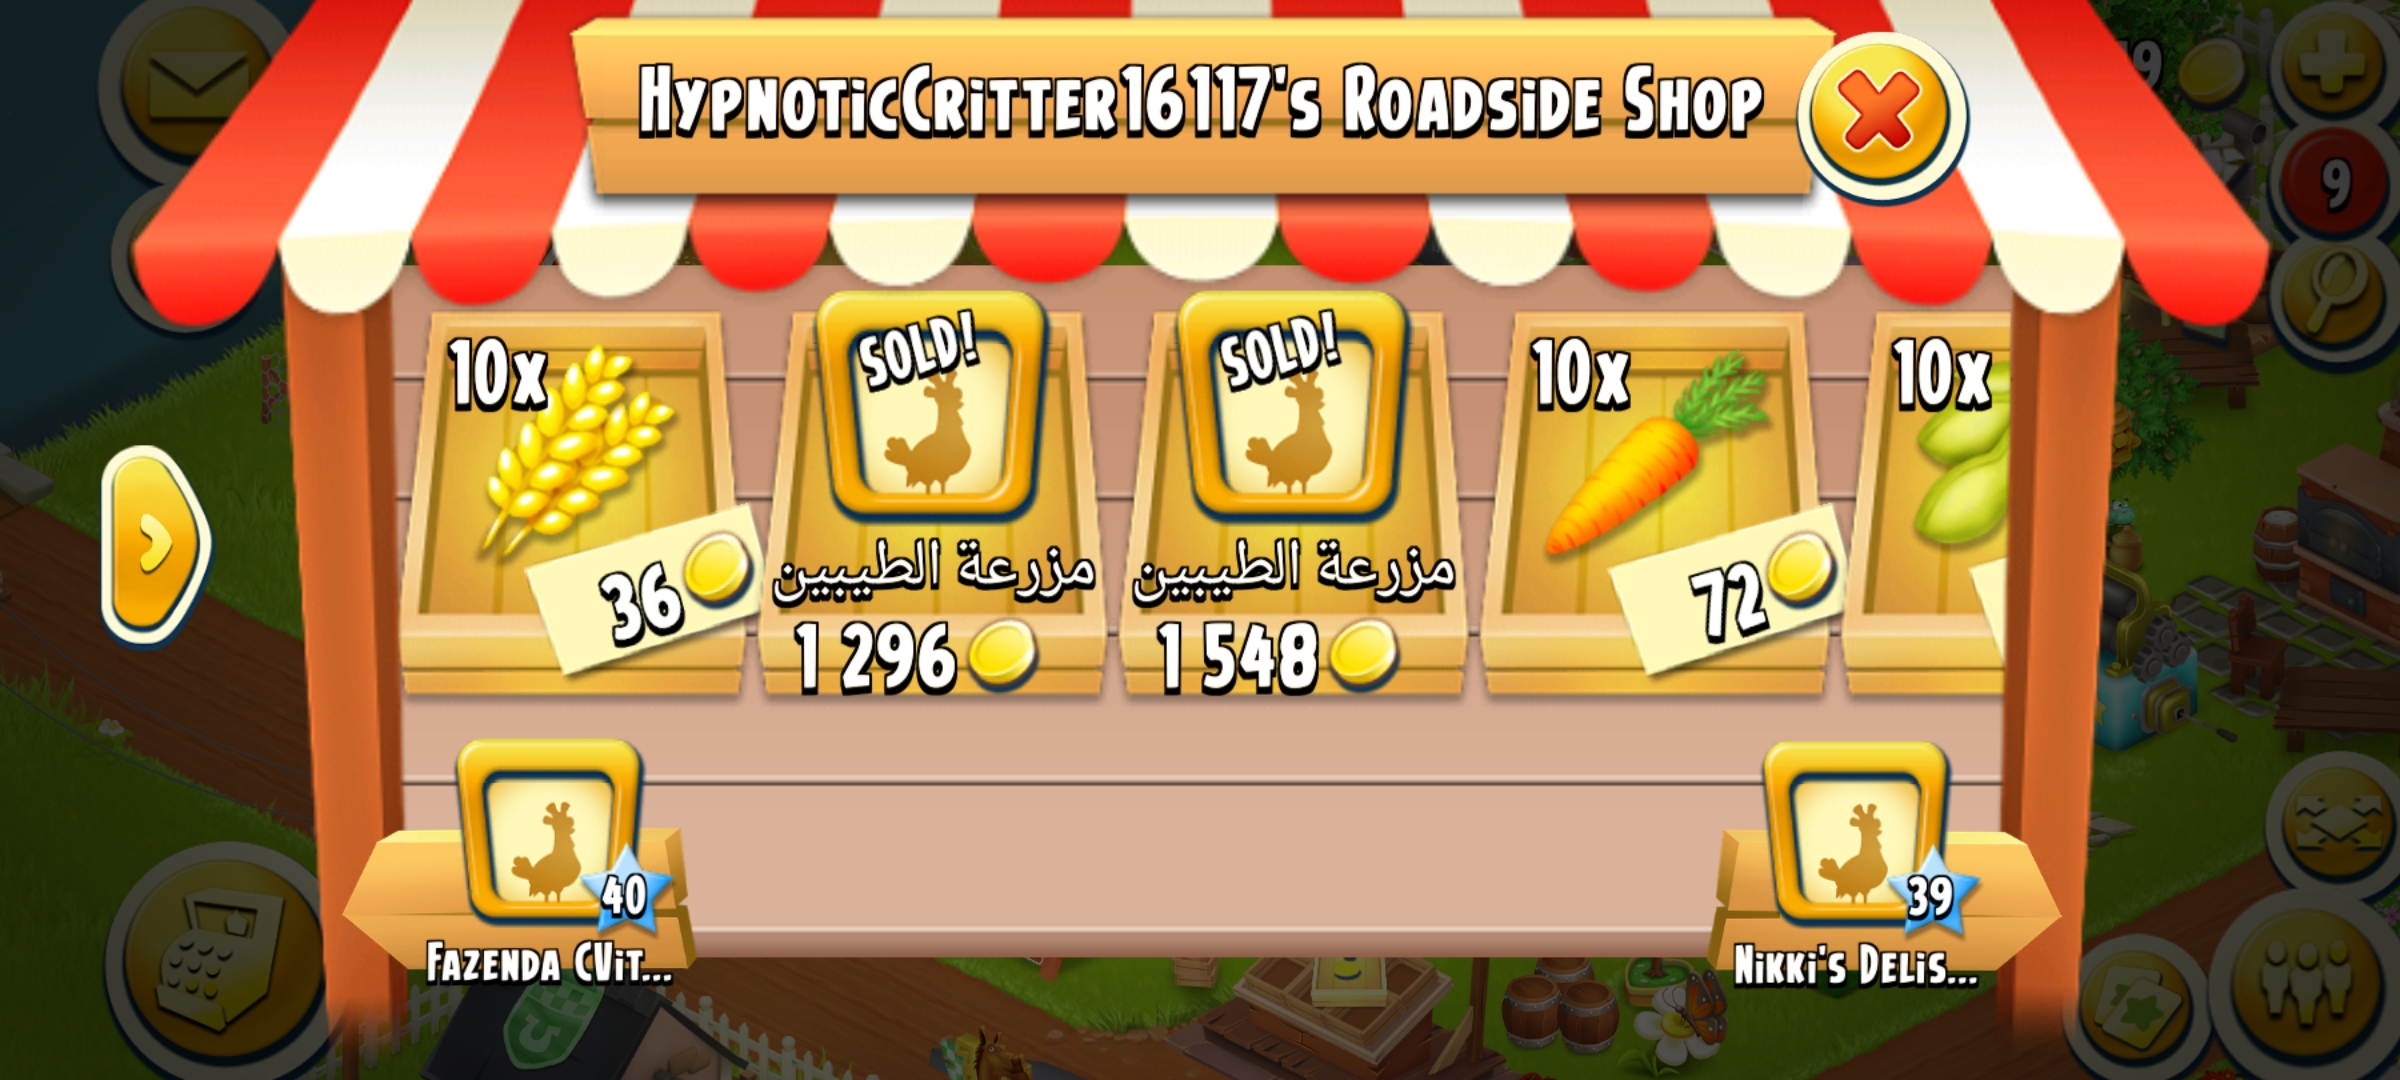 HypnoticCritter16117's Roadside Shop
9
9
10x
36
SOLD!
مزرعة الطيبين
1 296
SOLD!
مزرعة الطيبين
1 548
10x
72
10x
40
Fazenda CVit...
39
Nikki's Delis...